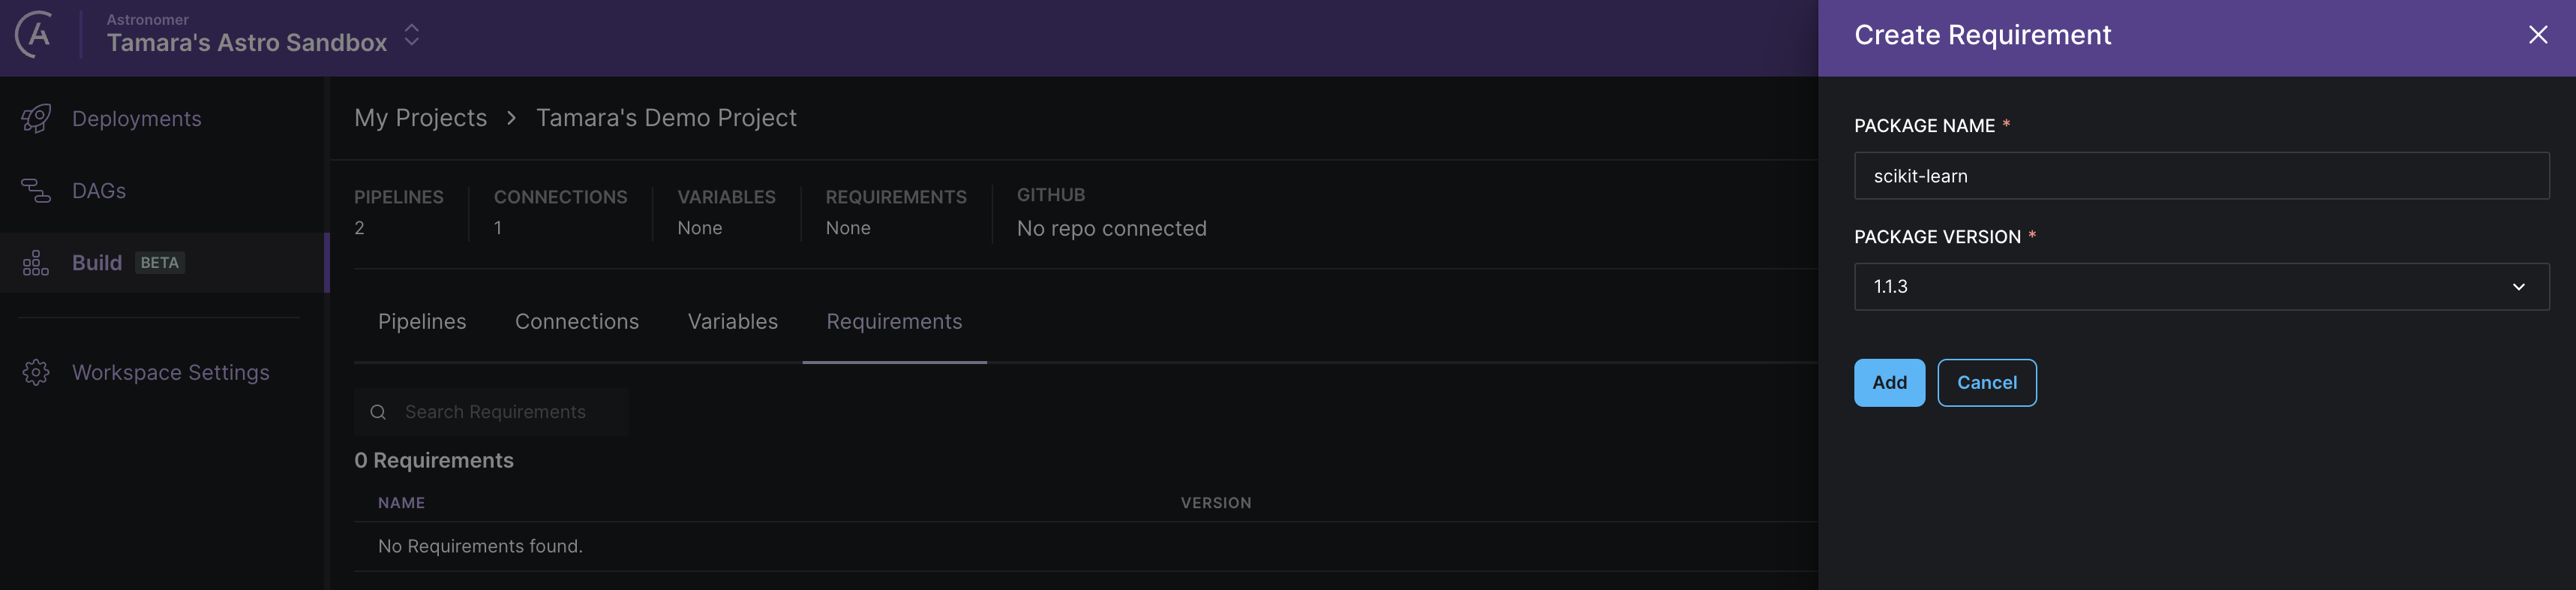 Astronomer
Tamara's Astro Sandbox
Deployments
DAGs
Build BETA
Workspace Settings
My Projects > Tamara's Demo Project
PIPELINES CONNECTIONS VARIABLES REQUIREMENTS GITHUB
2 1 None None No repo connected
Pipelines Connections Variables Requirements
Search Requirements
0 Requirements
NAME VERSION
No Requirements found.
Create Requirement
PACKAGE NAME *
scikit-learn
PACKAGE VERSION *
1.1.3
Add Cancel